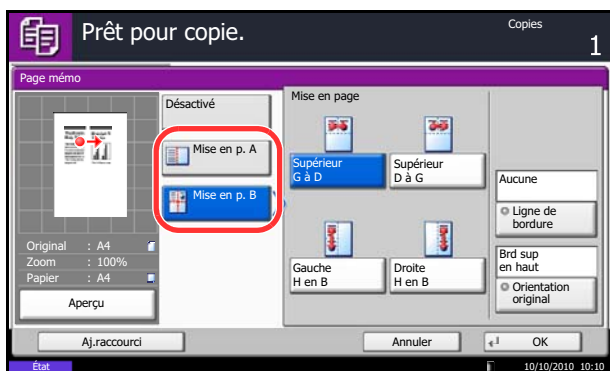 Prêt pour copie.
Copies
1
Page mémo
Désactivé
Mise en p. A
Mise en p. B
Mise en page
Supérieur
G à D
Supérieur
D à G
Gauche
H en B
Droite
H en B
Aucune
Ligne de
bordure
Brd sup
en haut
Orientation
original
Original : A4
Zoom : 100%
Papier : A4
Aperçu
Aj.raccourci
Annuler
OK
État
10/10/2010 10:10